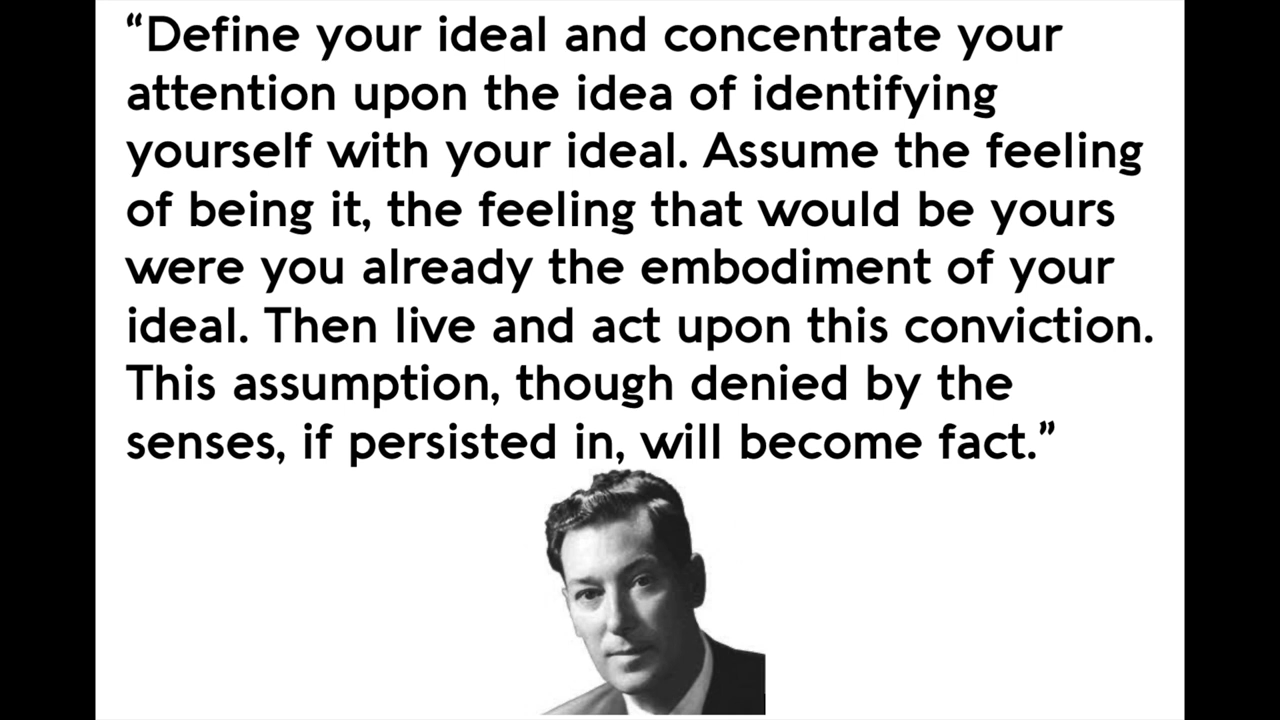 “Define your ideal and concentrate your
attention upon the idea of identifying
yourself with your ideal. Assume the feeling
of being it, the feeling that would be yours
were you already the embodiment of your
ideal. Then live and act upon this conviction.
This assumption, though denied by the
senses, if persisted in, will become fact.”